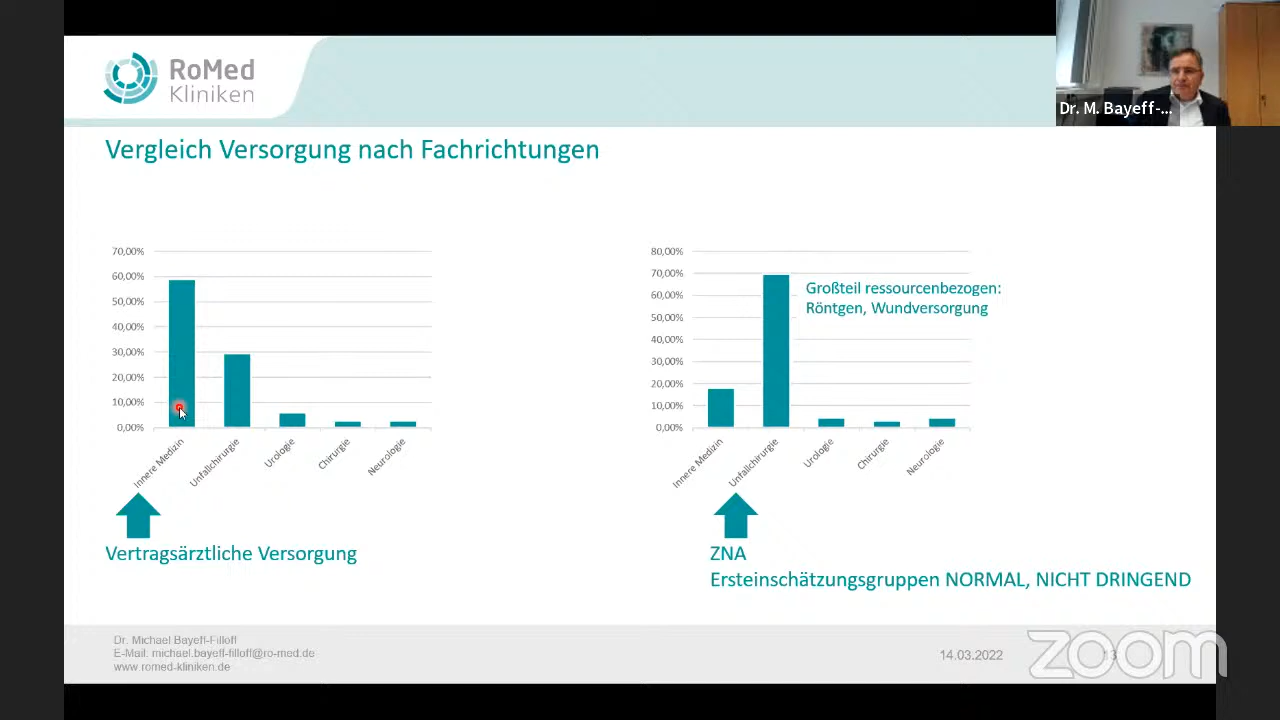 RoMed
Kliniken
Dr. M. Bayeff-...
Vergleich Versorgung nach Fachrichtungen
70,00%
60,00%
50,00%
40,00%
30,00%
20,00%
10,00%
0,00%
Innere Medizin
Unfallchirurgie
Urologie
Chirurgie
Neurologie
Vertragsärztliche Versorgung
80,00%
70,00%
60,00%
50,00%
40,00%
30,00%
20,00%
10,00%
0,00%
Großteil ressourcenbezogen:
Röntgen, Wundversorgung
Innere Medizin
Unfallchirurgie
Urologie
Chirurgie
Neurologie
ZNA
Ersteinschätzungsgruppen NORMAL, NICHT DRINGEND
Dr. Michael Bayeff-Filloff
E-Mail: michael.bayeff-filloff@ro-med.de
www.romed-kliniken.de
14.03.2022
13
zoom